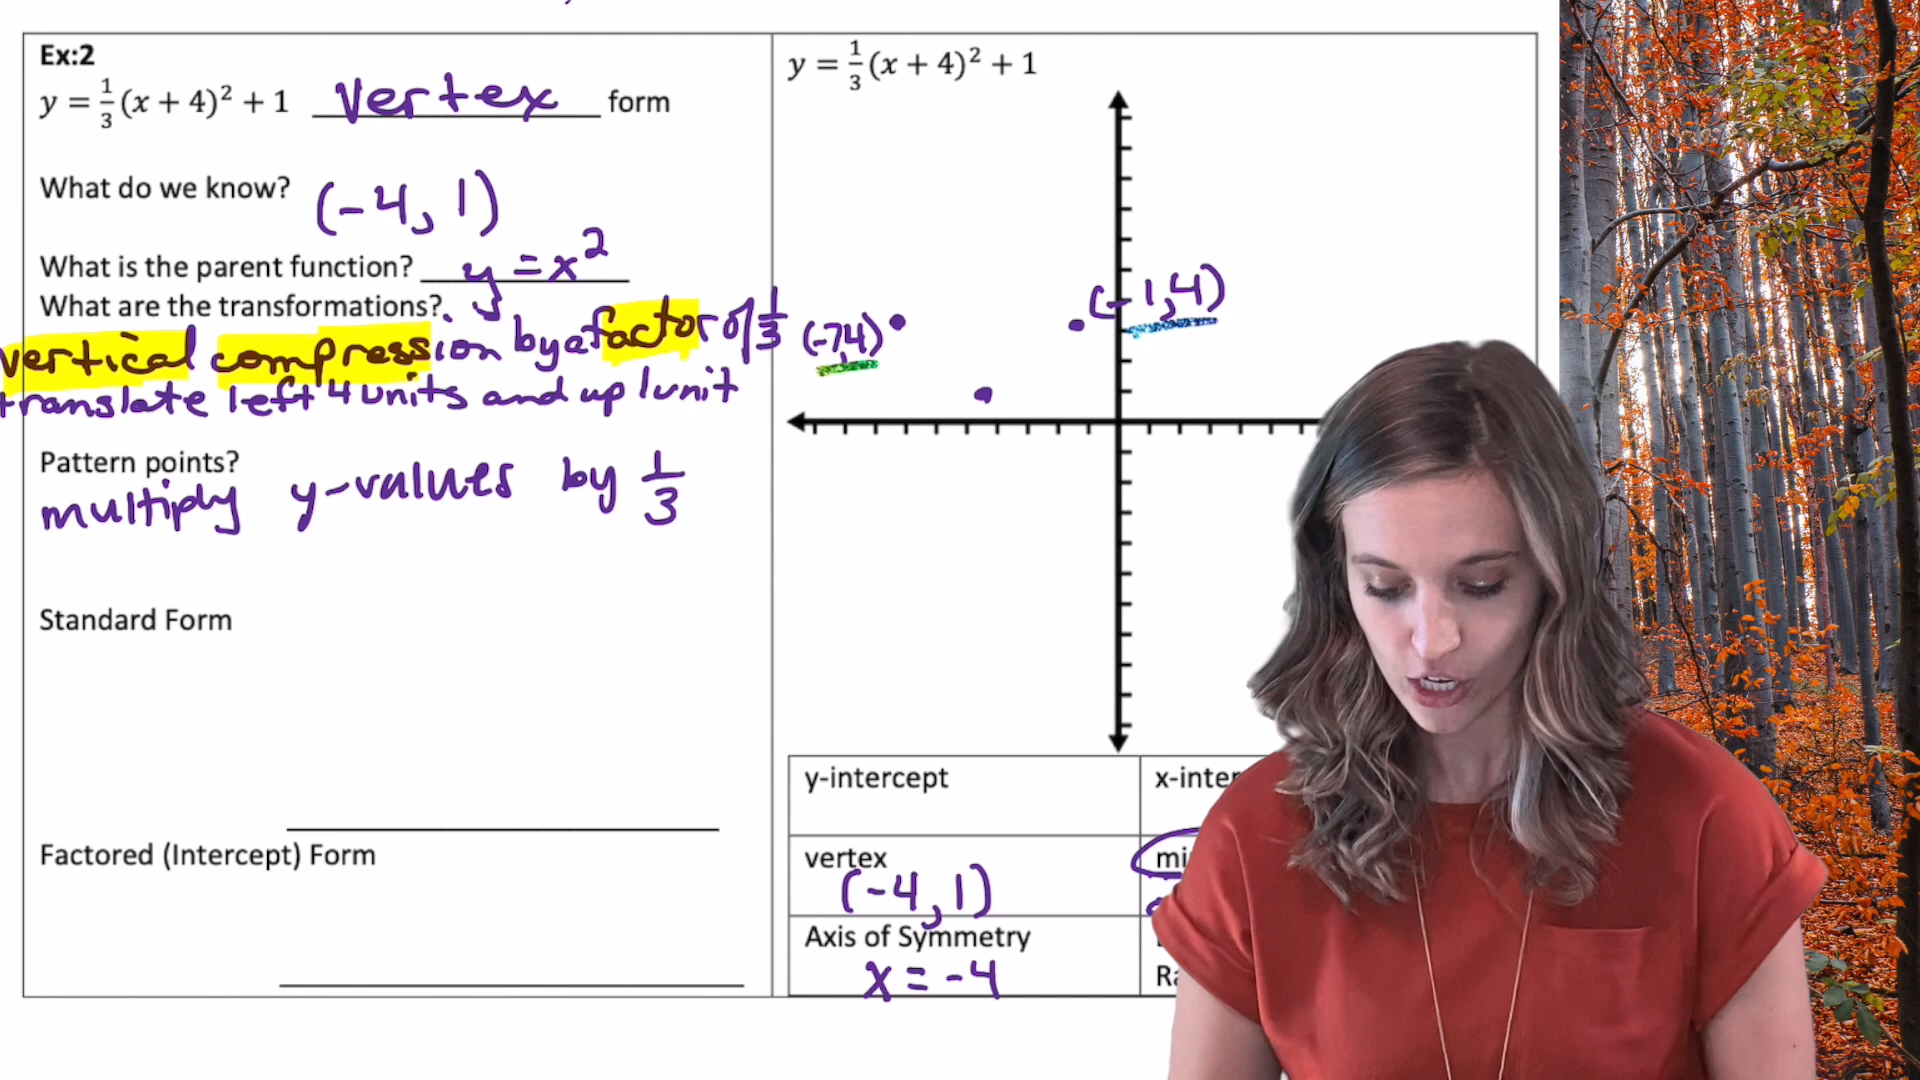 Ex:2
y = 1/3 (x + 4)² + 1 Vertex form
What do we know? (-4, 1)
What is the parent function? y = x²
What are the transformations?
vertical compression by a factor of 1/3
translate left 4 units and up 1 unit
Pattern points?
multiply y-values by 1/3
Standard Form
Factored (Intercept) Form
y = 1/3 (x + 4)² + 1
(-1, 4)
(-7, 4)
y-intercept
vertex
(-4, 1)
Axis of Symmetry
x = -4